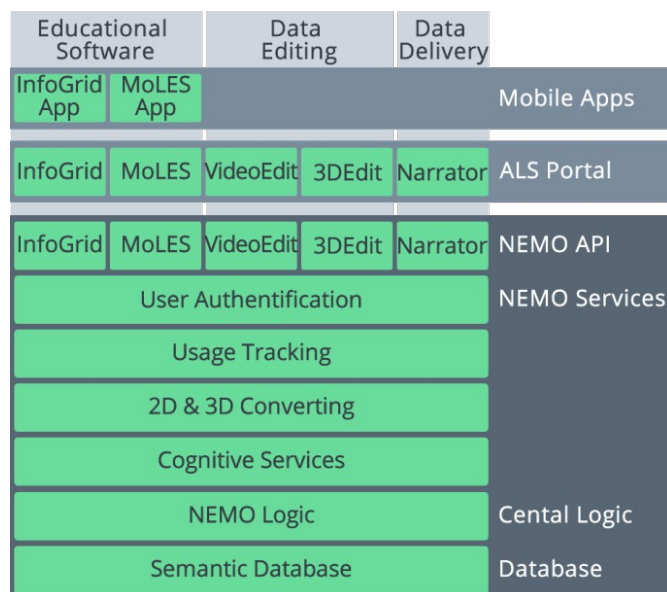 Educational
Software
Data
Editing
Data
Delivery
InfoGrid
App
MoLES
App
Mobile Apps
InfoGrid
MoLES
VideoEdit
3DEdit
Narrator
ALS Portal
InfoGrid
MoLES
VideoEdit
3DEdit
Narrator
NEMO API
User Authentification
NEMO Services
Usage Tracking
2D & 3D Converting
Cognitive Services
NEMO Logic
Cental Logic
Semantic Database
Database